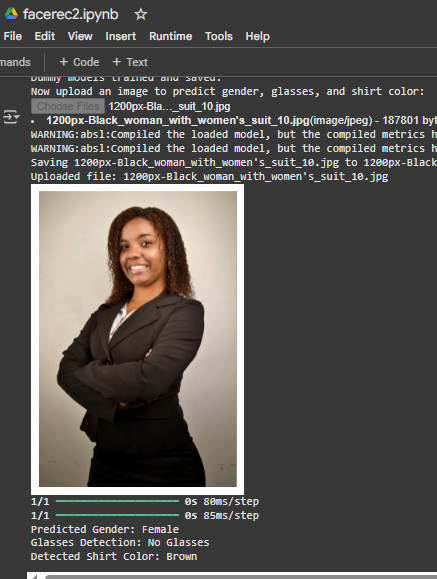 facerec2.ipynb
File Edit View Insert Runtime Tools Help
mands + Code + Text
Dummy models trained and saved.
Now upload an image to predict gender, glasses, and shirt color:
Choose Files 1200px-Bla..._suit_10.jpg
• 1200px-Black_woman_with_women's_suit_10.jpg(image/jpeg) - 187801 byt
WARNING:absl:Compiled the loaded model, but the compiled metrics h
WARNING:absl:Compiled the loaded model, but the compiled metrics h
Saving 1200px-Black_woman_with_women's_suit_10.jpg to 1200px-Black
Uploaded file: 1200px-Black_woman_with_women's_suit_10.jpg
1/1 0s 80ms/step
1/1 0s 85ms/step
Predicted Gender: Female
Glasses Detection: No Glasses
Detected Shirt Color: Brown